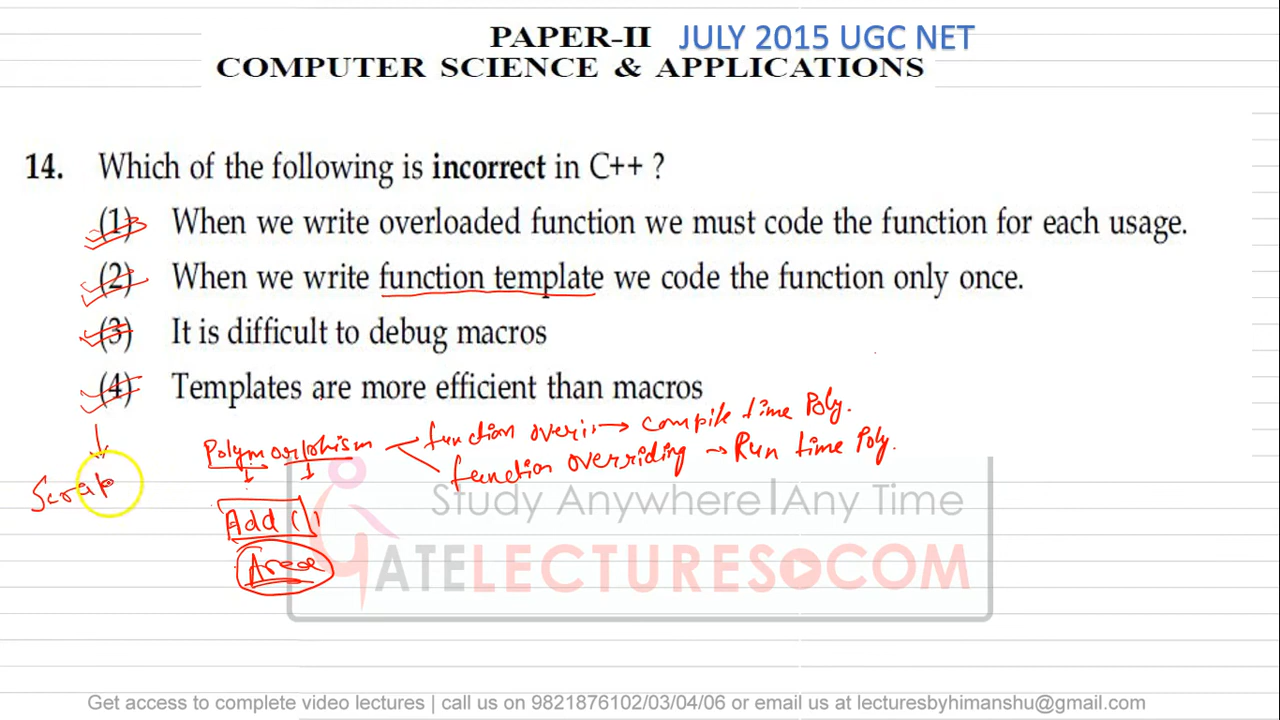 PAPER-II JULY 2015 UGC NET
COMPUTER SCIENCE & APPLICATIONS
14. Which of the following is incorrect in C++ ?
(1) When we write overloaded function we must code the function for each usage.
(2) When we write function template we code the function only once.
(3) It is difficult to debug macros
(4) Templates are more efficient than macros
Polymorphism function → compile time Poly.
function overriding → Run time Poly.
Scrap
Study Anywhere|Any Time
Add ()
Area
ATELECTURES.COM
Get access to complete video lectures | call us on 9821876102/03/04/06 or email us at lecturesbyhimanshu@gmail.com